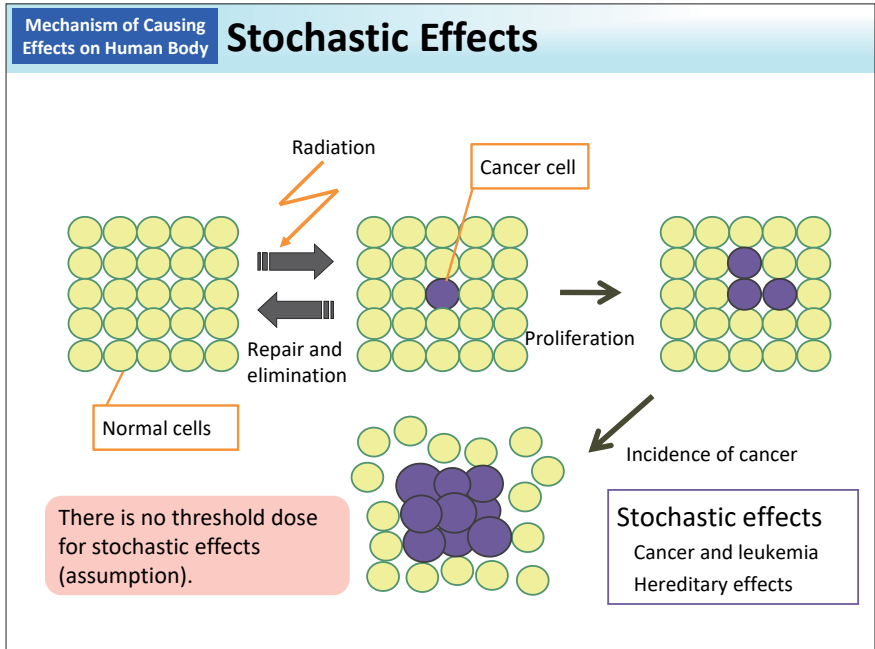 Mechanism of Causing
Effects on Human Body
Stochastic Effects
Radiation
Cancer cell
Repair and
elimination
Proliferation
Normal cells
Incidence of cancer
There is no threshold dose
for stochastic effects
(assumption).
Stochastic effects
Cancer and leukemia
Hereditary effects